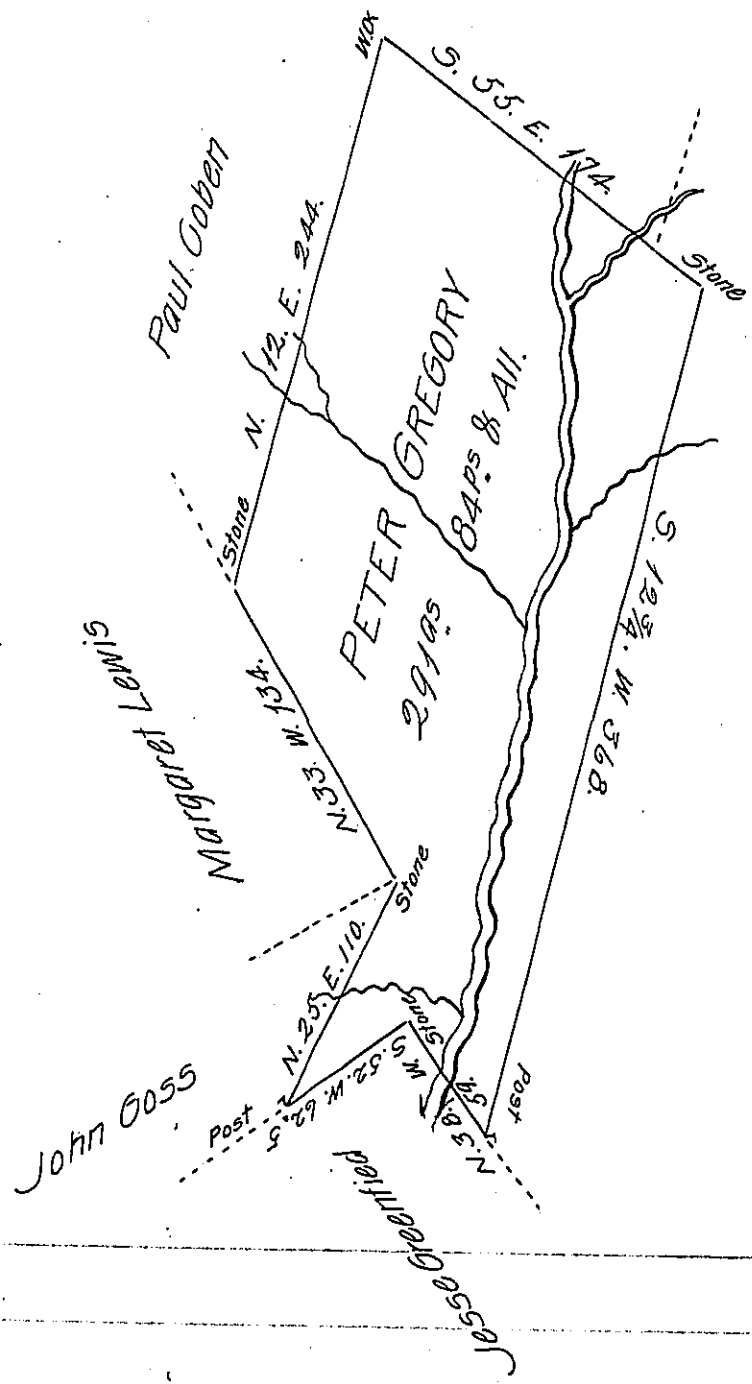 W.O.
S. 55. E. 174.
Paul Goben
N. 12. E. 244.
Stone
Stone
PETER GREGORY
291as 84ps & All.
Margaret Lewis
N. 33. W. 134.
S. 12¾. W 368.
Stone
N. 25. E. 110.
John Goss
Post
S. 52. W. 62.5
Stone
N. 38. W. 59.
Post
Jesse Greenfield